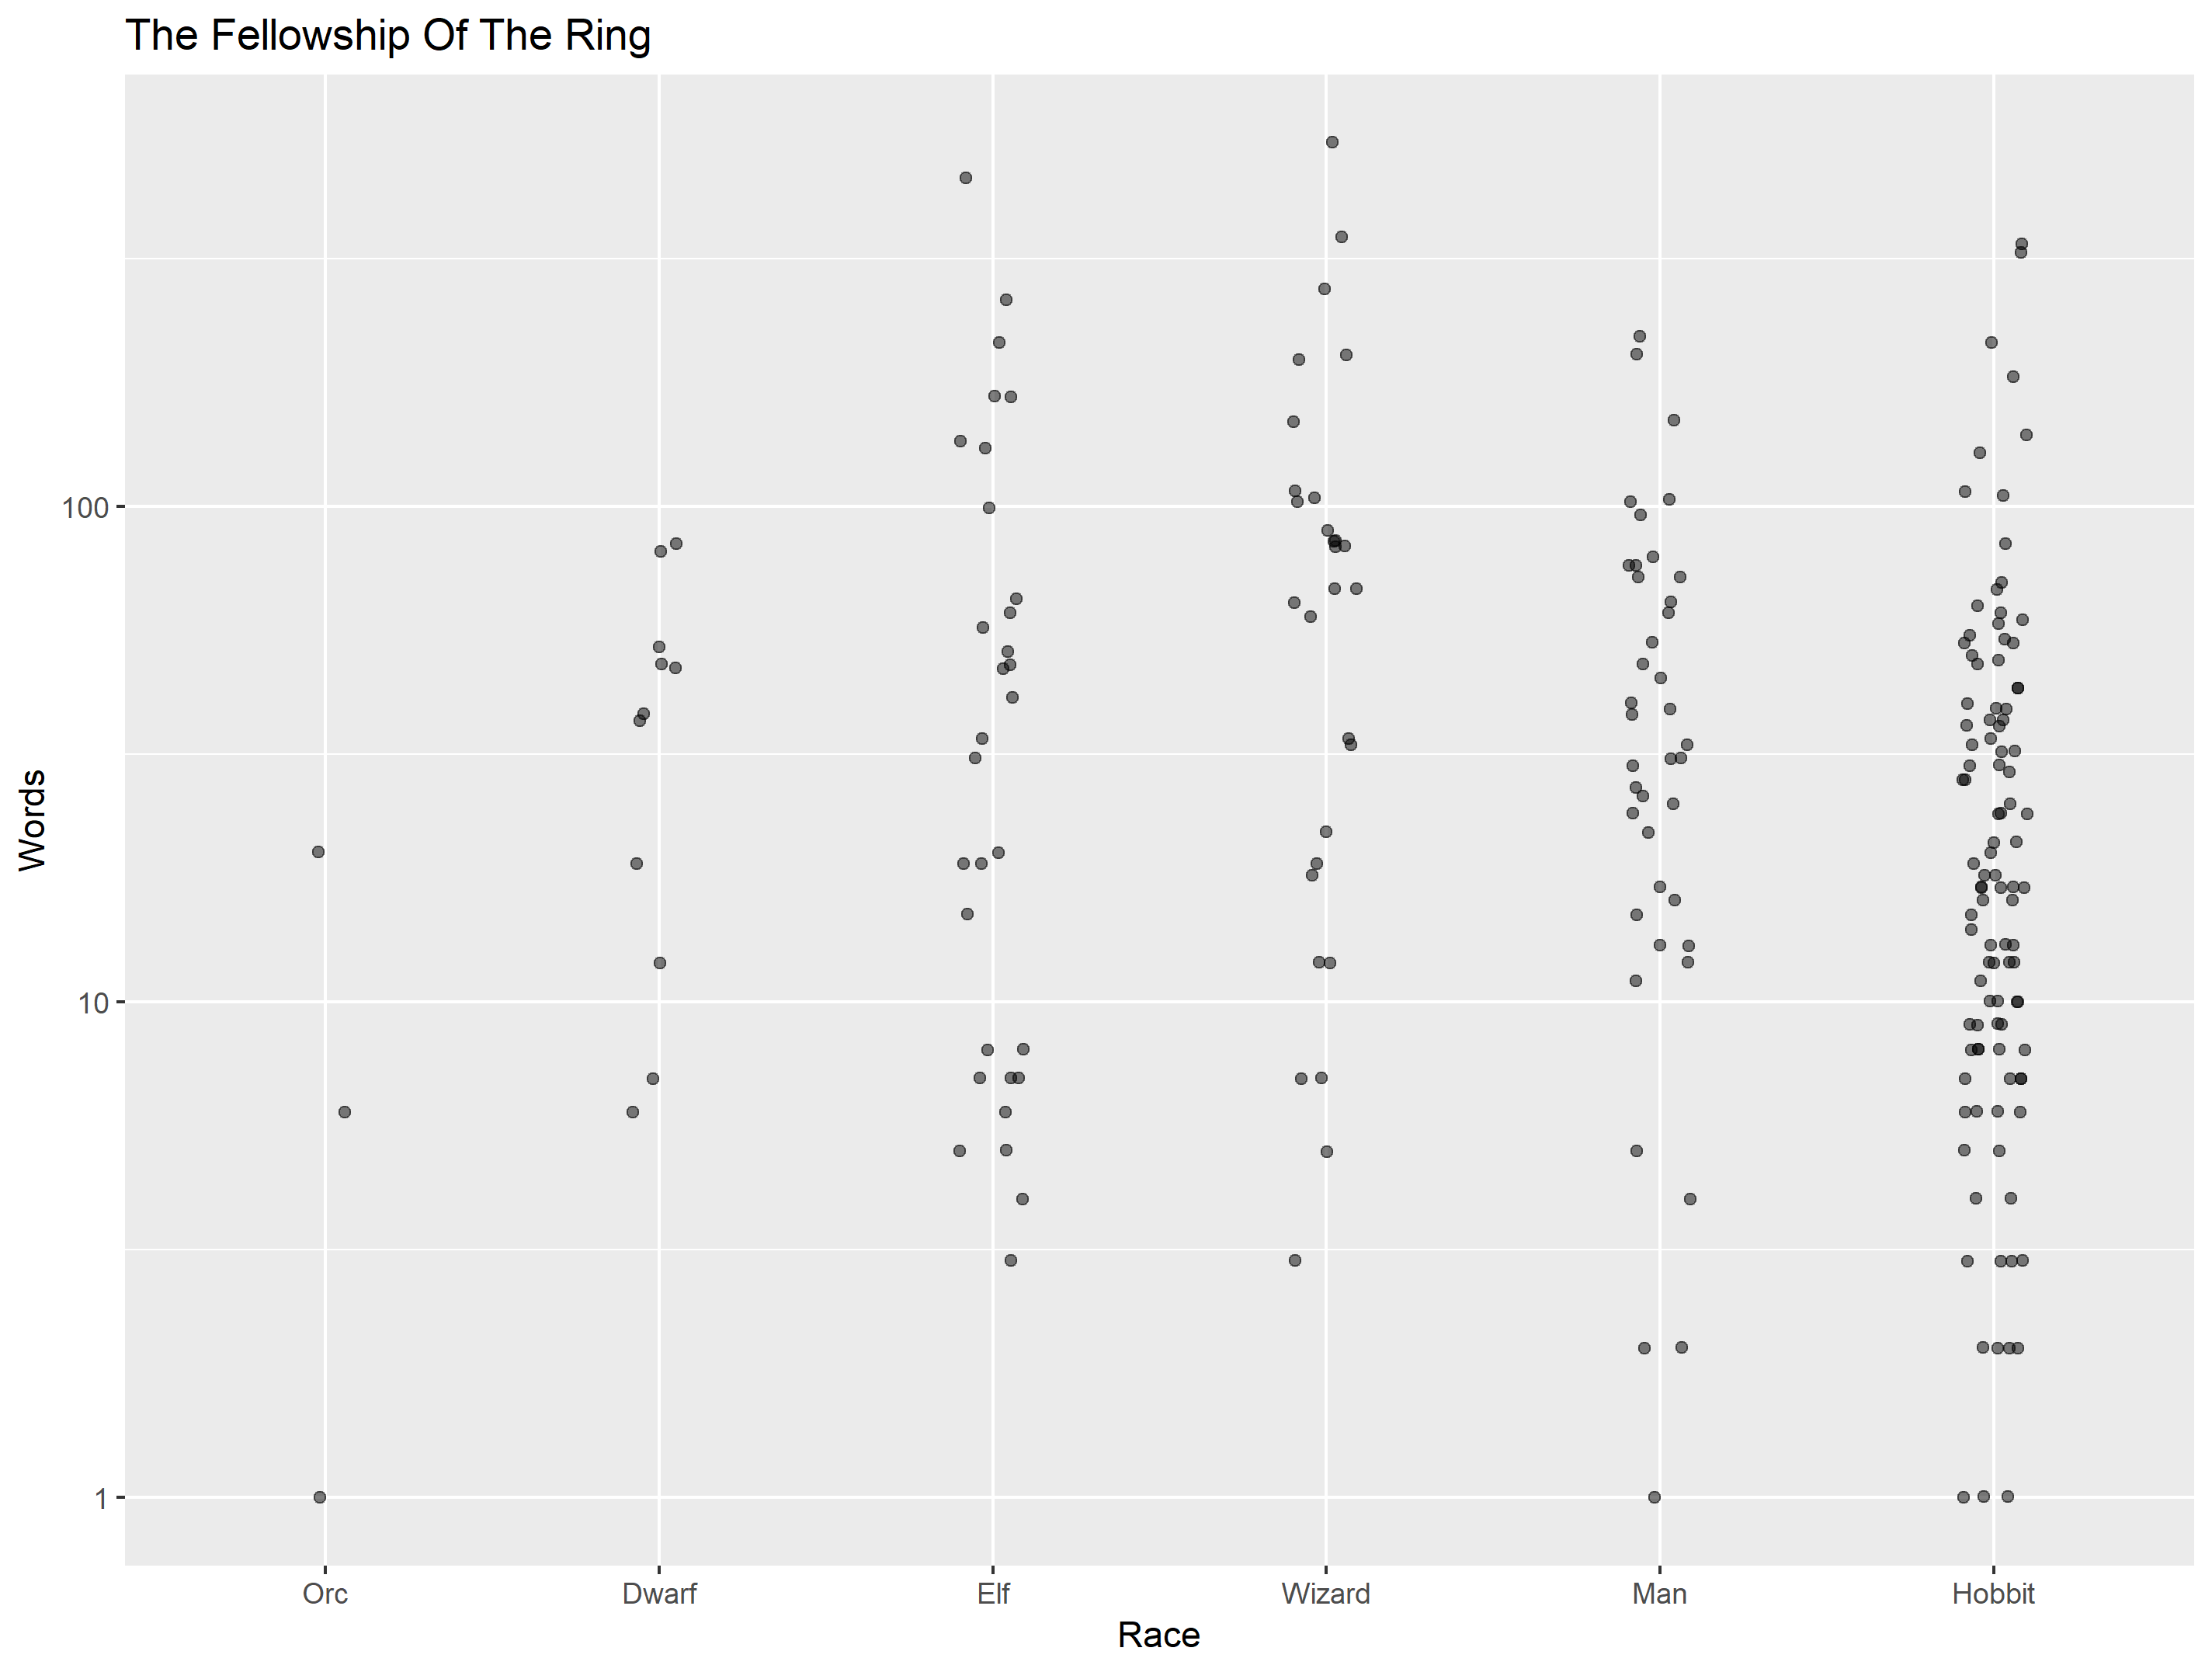 The Fellowship Of The Ring
Words
100
10
1
Orc Dwarf Elf Wizard Man Hobbit
Race